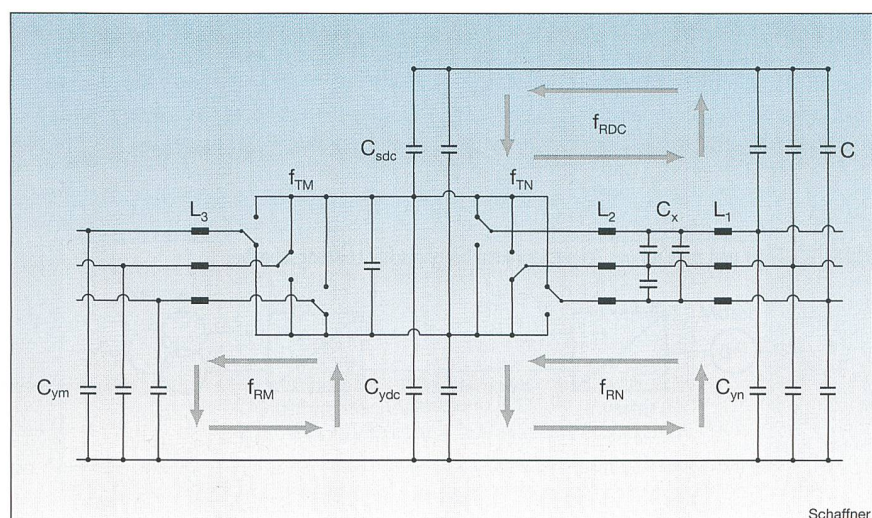 f_RDC
C_sdc
C
f_TM
f_TN
L_3
L_2
C_x
L_1
C_ym
f_RM
C_ydc
f_RN
C_yn
Schaffner